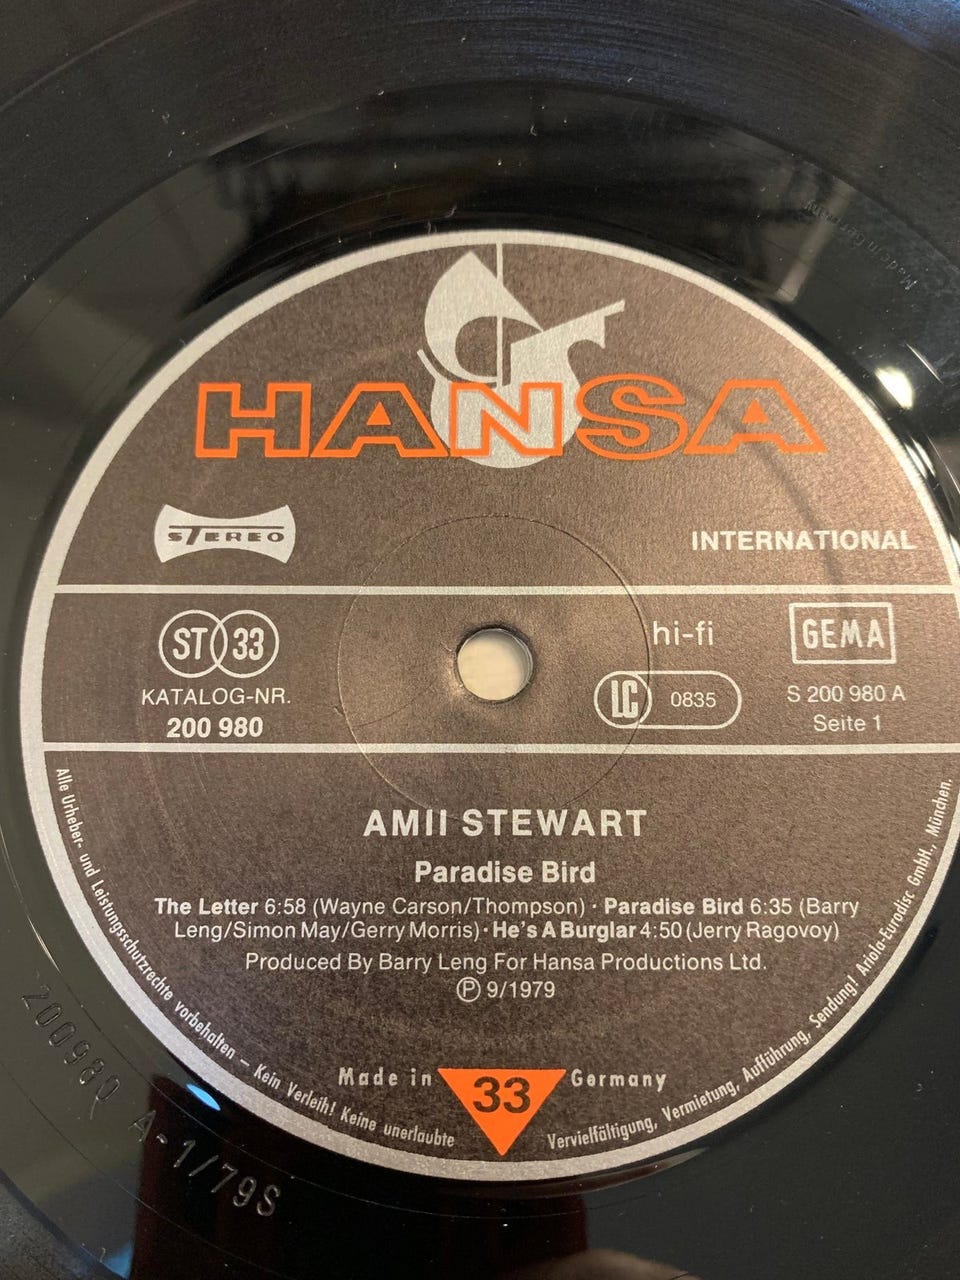 Made in Germany
HANSA
STEREO
INTERNATIONAL
ST 33
hi-fi
GEMA
KATALOG-NR.
LC 0835
S 200 980 A
200 980
Seite 1
AMII STEWART
Paradise Bird
The Letter 6:58 (Wayne Carson/Thompson) · Paradise Bird 6:35 (Barry
Leng/Simon May/Gerry Morris) · He's A Burglar 4:50 (Jerry Ragovoy)
Produced By Barry Leng For Hansa Productions Ltd.
Ⓟ 9/1979
Made in 33 Germany
Alle Urheber- und Leistungsschutzrechte vorbehalten – Kein Verleih! Keine unerlaubte Vervielfältigung, Vermietung, Aufführung, Sendung! Ariola-Eurodisc GmbH., München.
200980 A-1/79S